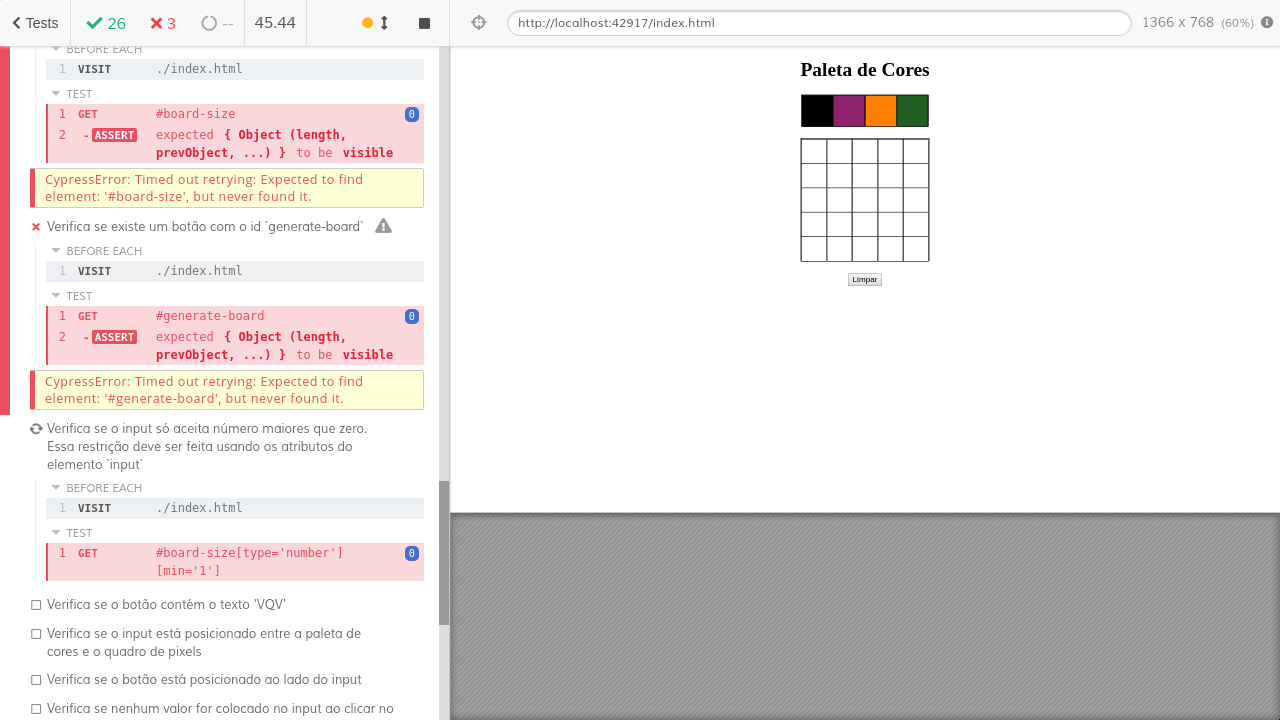 Tests
26
3
--
45.44
BEFORE EACH
1 VISIT ./index.html
TEST
1 GET #board-size 0
2 -ASSERT expected { Object (length,
prevObject, ...) } to be visible
CypressError: Timed out retrying: Expected to find
element: '#board-size', but never found it.
Verifica se existe um botão com o id `generate-board`
BEFORE EACH
1 VISIT ./index.html
TEST
1 GET #generate-board 0
2 -ASSERT expected { Object (length,
prevObject, ...) } to be visible
CypressError: Timed out retrying: Expected to find
element: '#generate-board', but never found it.
Verifica se o input só aceita número maiores que zero.
Essa restrição deve ser feita usando os atributos do
elemento `input`
BEFORE EACH
1 VISIT ./index.html
TEST
1 GET #board-size[type='number'] 0
[min='1']
Verifica se o botão contém o texto 'VQV'
Verifica se o input está posicionado entre a paleta de
cores e o quadro de pixels
Verifica se o botão está posicionado ao lado do input
Verifica se nenhum valor for colocado no input ao clicar no
http://localhost:42917/index.html
1366 x 768 (60%)
Paleta de Cores
Limpar